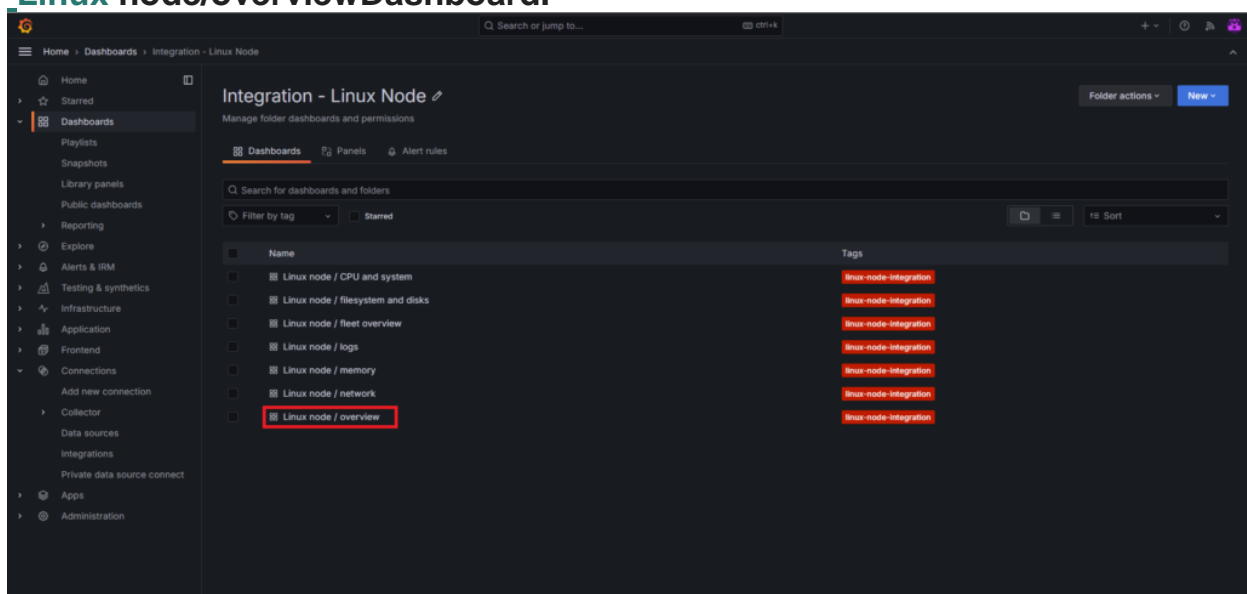 Linux node/overviewDashboard.
Search or jump to...
ctrl+k
Home > Dashboards > Integration - Linux Node
Home
Starred
Dashboards
Playlists
Snapshots
Library panels
Public dashboards
Reporting
Explore
Alerts & IRM
Testing & synthetics
Infrastructure
Application
Frontend
Connections
Add new connection
Collector
Data sources
Integrations
Private data source connect
Apps
Administration
Integration - Linux Node
Folder actions
New
Manage folder dashboards and permissions
Dashboards Panels Alert rules
Search for dashboards and folders
Filter by tag Starred Sort
Name Tags
Linux node / CPU and system linux-node-integration
Linux node / filesystem and disks linux-node-integration
Linux node / fleet overview linux-node-integration
Linux node / logs linux-node-integration
Linux node / memory linux-node-integration
Linux node / network linux-node-integration
Linux node / overview linux-node-integration